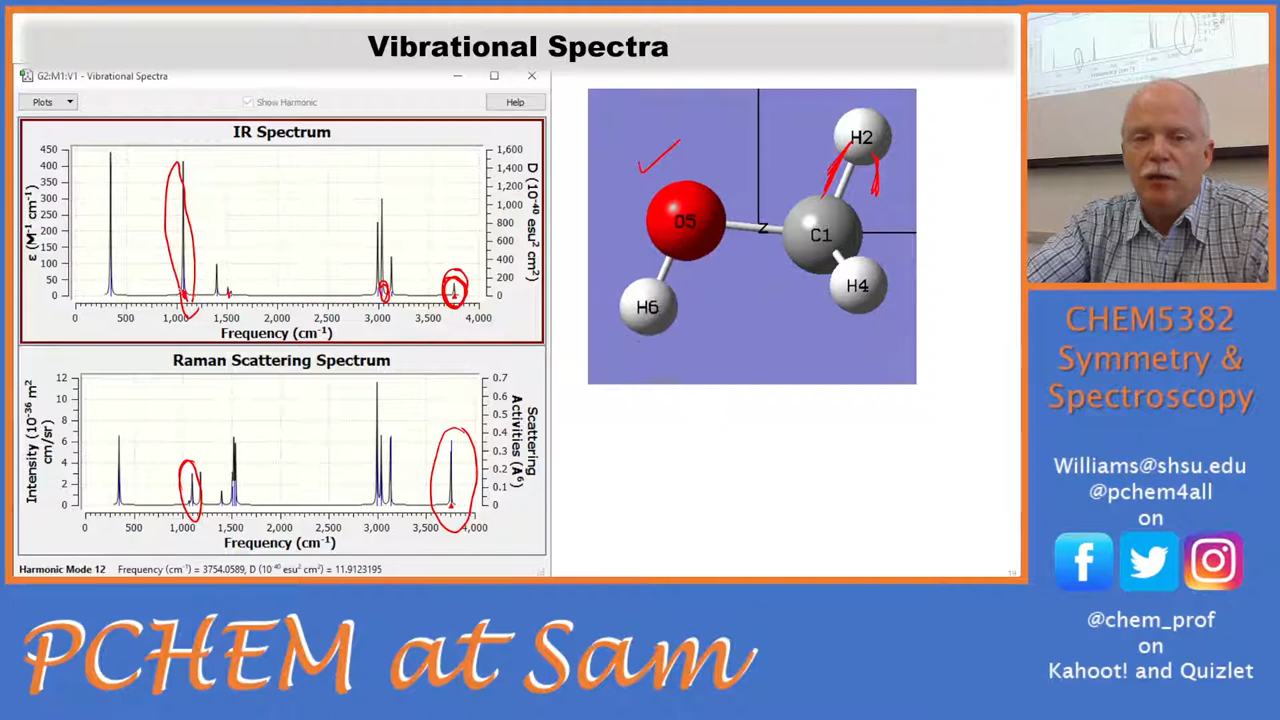 Vibrational Spectra
G2:M1:V1 - Vibrational Spectra
Plots
Show Harmonic
Help
IR Spectrum
450
400
350
300
250
200
150
100
50
0
ε (M⁻¹ cm⁻¹)
1,600
1,400
1,200
1,000
800
600
400
200
0
D (10⁻⁴⁰ esu² cm²)
0 500 1,000 1,500 2,000 2,500 3,000 3,500 4,000
Frequency (cm⁻¹)
Raman Scattering Spectrum
12
10
8
6
4
2
0
Intensity (10⁻³⁶ m² cm/sr)
0.7
0.6
0.5
0.4
0.3
0.2
0.1
0
Scattering Activities (A⁶)
0 500 1,000 1,500 2,000 2,500 3,000 3,500 4,000
Frequency (cm⁻¹)
Harmonic Mode 12 Frequency (cm⁻¹) = 3754.0589, D (10⁻⁴⁰ esu² cm²) = 11.9123195
H2
O5
C1
Z
H4
H6
19
CHEM5382
Symmetry &
Spectroscopy
Williams@shsu.edu
@pchem4all
on
@chem_prof
on
Kahoot! and Quizlet
PCHEM at Sam